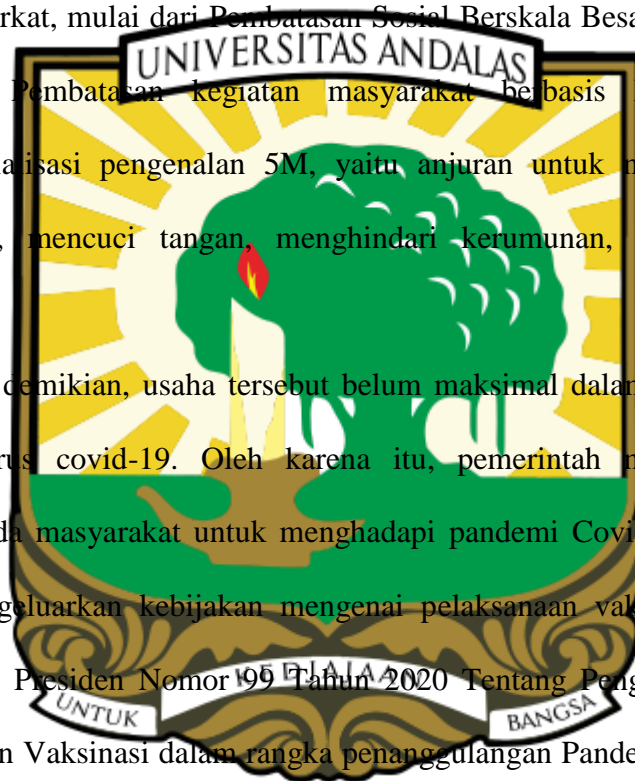 rkat, mulai dari Pembatasan Sosial Berskala Besa
UNIVERSITAS ANDALAS
Pembatasan kegiatan masyarakat berbasis
alisasi pengenalan 5M, yaitu anjuran untuk
mencuci tangan, menghindari kerumunan,
demikian, usaha tersebut belum maksimal dalam
rus covid-19. Oleh karena itu, pemerintah
da masyarakat untuk menghadapi pandemi Covi
geluarkan kebijakan mengenai pelaksanaan vak
Presiden Nomor 99 Tahun 2020 Tentang Peng
KEDJAJAAN
UNTUK
BANGSA
n Vaksinasi dalam rangka penanggulangan Pande